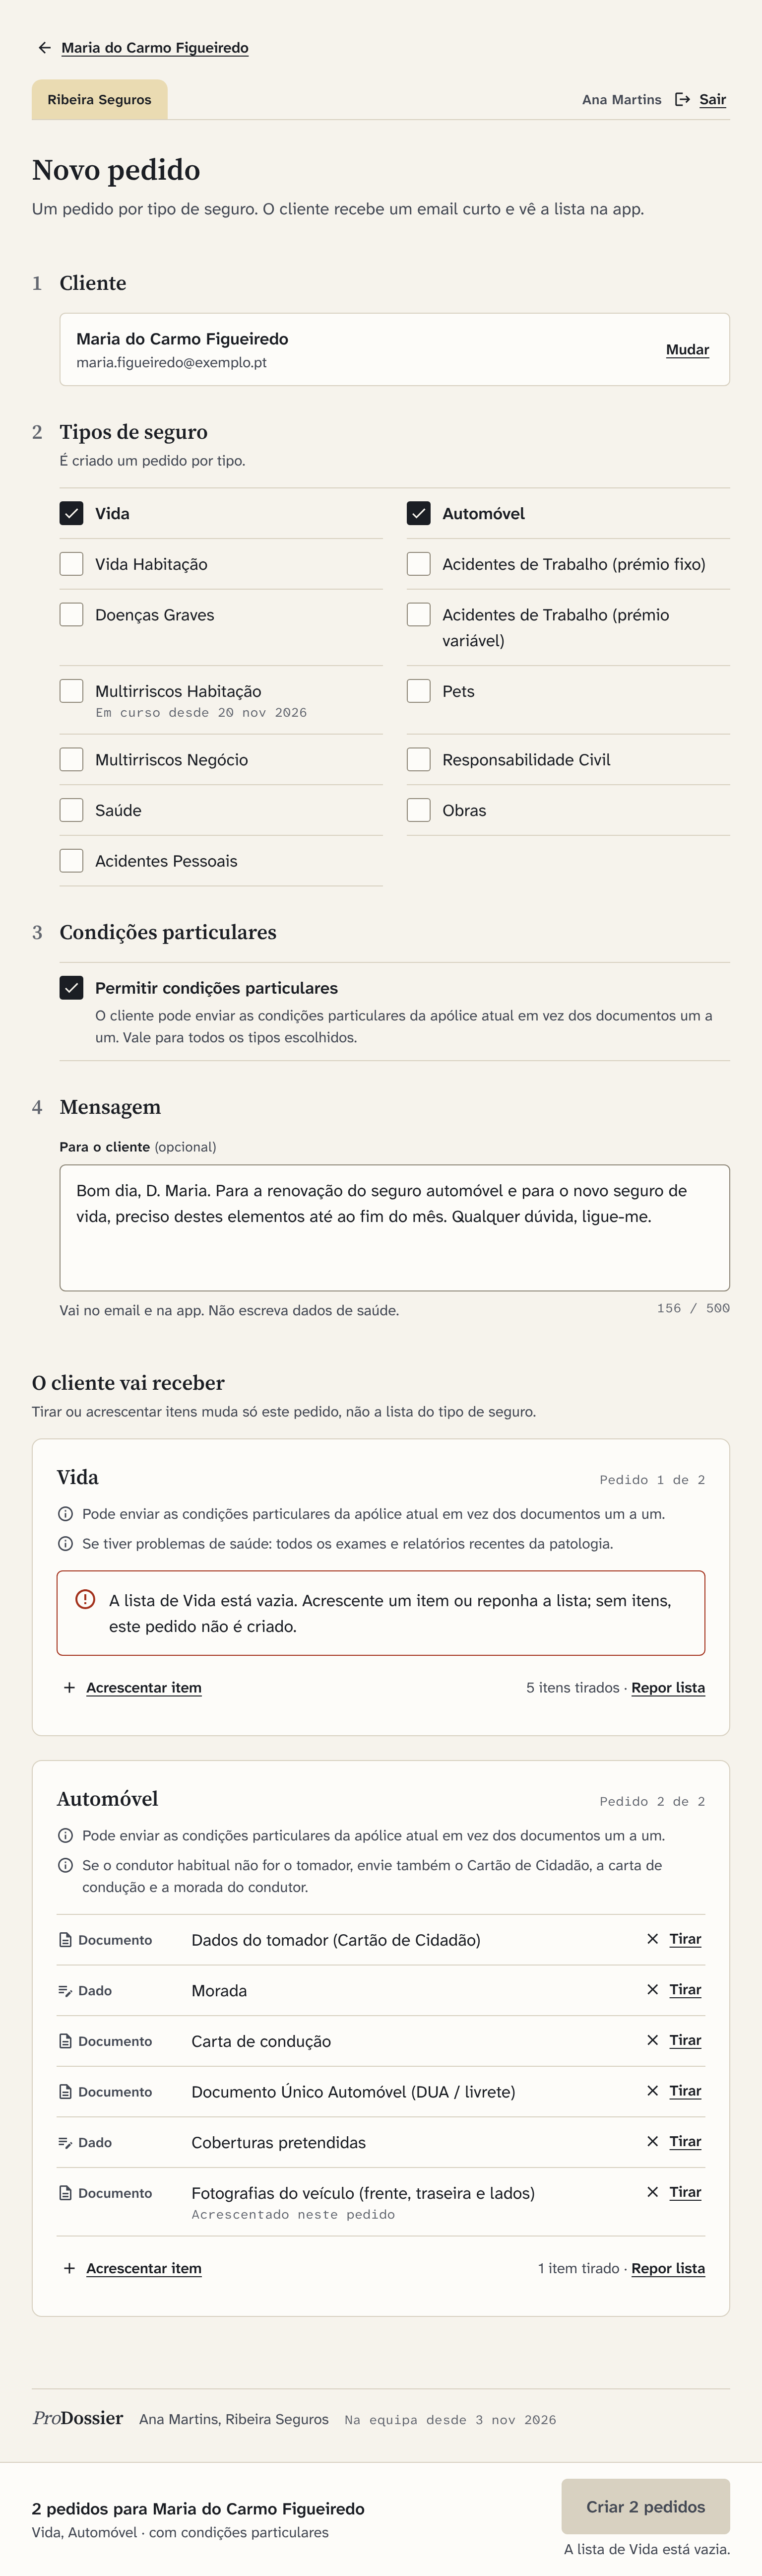 Maria do Carmo Figueiredo
Ribeira Seguros
Ana Martins
Sair
Novo pedido
Um pedido por tipo de seguro. O cliente recebe um email curto e vê a lista na app.
1 Cliente
Maria do Carmo Figueiredo
maria.figueiredo@exemplo.pt
Mudar
2 Tipos de seguro
É criado um pedido por tipo.
Vida
Automóvel
Vida Habitação
Acidentes de Trabalho (prémio fixo)
Doenças Graves
Acidentes de Trabalho (prémio
variável)
Multirriscos Habitação
Em curso desde 20 nov 2026
Pets
Multirriscos Negócio
Responsabilidade Civil
Saúde
Obras
Acidentes Pessoais
3 Condições particulares
Permitir condições particulares
O cliente pode enviar as condições particulares da apólice atual em vez dos documentos um a
um. Vale para todos os tipos escolhidos.
4 Mensagem
Para o cliente (opcional)
Bom dia, D. Maria. Para a renovação do seguro automóvel e para o novo seguro de
vida, preciso destes elementos até ao fim do mês. Qualquer dúvida, ligue-me.
Vai no email e na app. Não escreva dados de saúde.
156 / 500
O cliente vai receber
Tirar ou acrescentar itens muda só este pedido, não a lista do tipo de seguro.
Vida
Pedido 1 de 2
Pode enviar as condições particulares da apólice atual em vez dos documentos um a um.
Se tiver problemas de saúde: todos os exames e relatórios recentes da patologia.
A lista de Vida está vazia. Acrescente um item ou reponha a lista; sem itens,
este pedido não é criado.
Acrescentar item
5 itens tirados · Repor lista
Automóvel
Pedido 2 de 2
Pode enviar as condições particulares da apólice atual em vez dos documentos um a um.
Se o condutor habitual não for o tomador, envie também o Cartão de Cidadão, a carta de
condução e a morada do condutor.
Documento Dados do tomador (Cartão de Cidadão) Tirar
Dado Morada Tirar
Documento Carta de condução Tirar
Documento Documento Único Automóvel (DUA / livrete) Tirar
Dado Coberturas pretendidas Tirar
Documento Fotografias do veículo (frente, traseira e lados) Tirar
Acrescentado neste pedido
Acrescentar item
1 item tirado · Repor lista
ProDossier Ana Martins, Ribeira Seguros Na equipa desde 3 nov 2026
2 pedidos para Maria do Carmo Figueiredo
Vida, Automóvel · com condições particulares
Criar 2 pedidos
A lista de Vida está vazia.